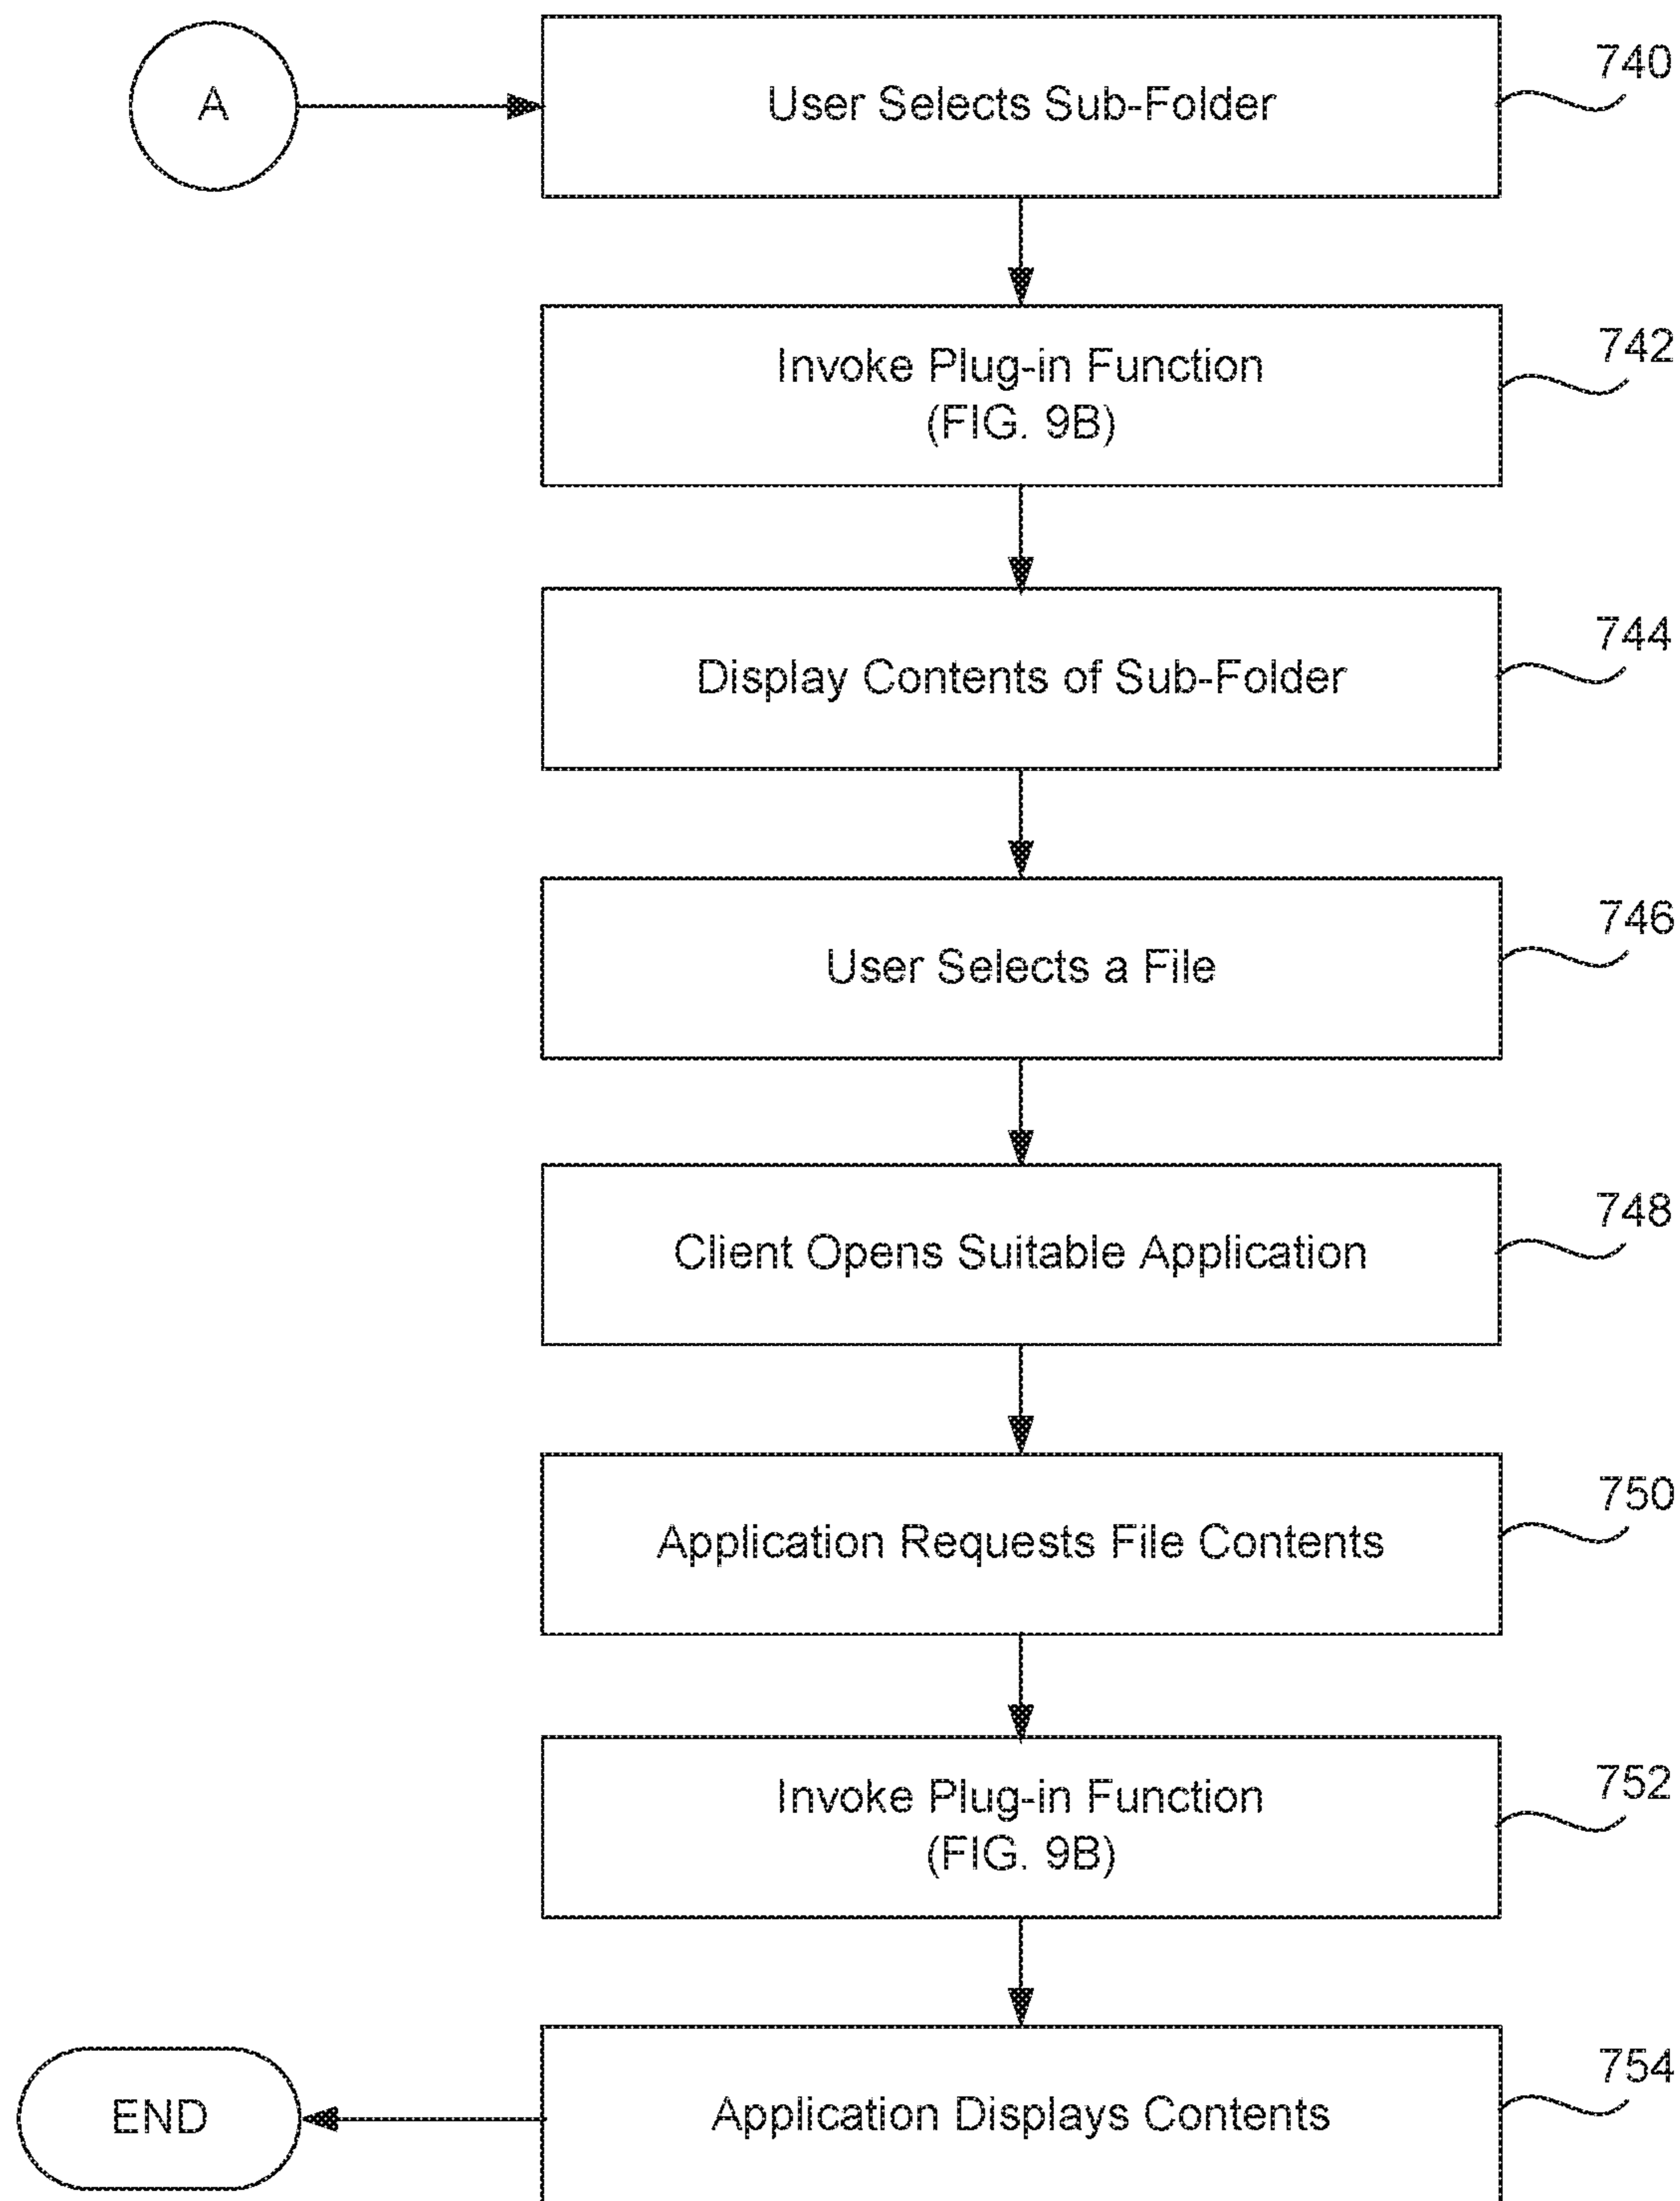 A
User Selects Sub-Folder
740
Invoke Plug-in Function
(FIG. 9B)
742
Display Contents of Sub-Folder
744
User Selects a File
746
Client Opens Suitable Application
748
Application Requests File Contents
750
Invoke Plug-in Function
(FIG. 9B)
752
Application Displays Contents
754
END